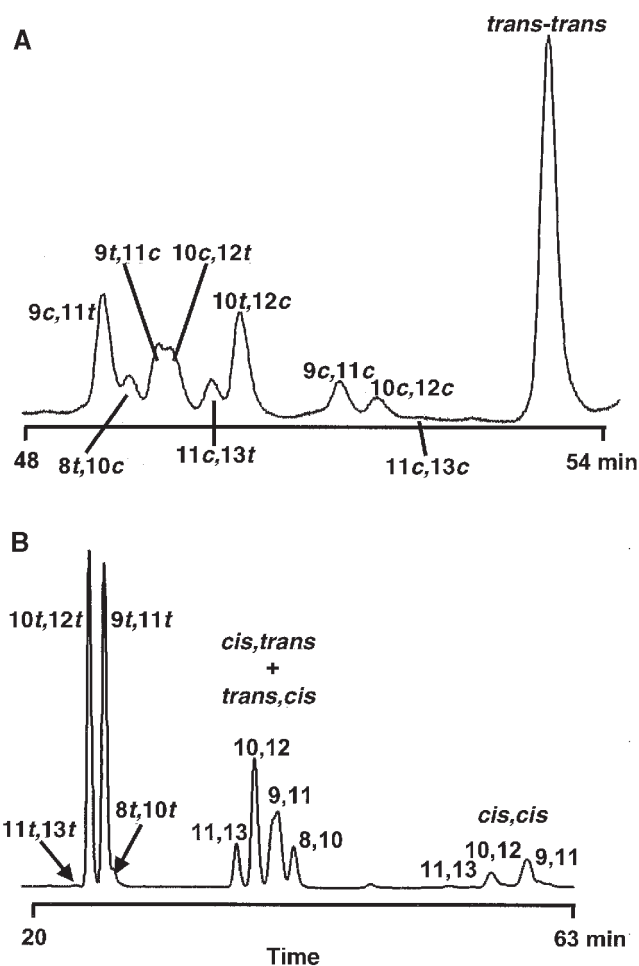 A
trans-trans
9t,11c 10c,12t
9c,11t
10t,12c
9c,11c
10c,12c
8t,10c
11c,13t
11c,13c
48
54 min
B
10t,12t
9t,11t
cis,trans
+
trans,cis
10,12
9,11
11,13
8,10
8t,10t
11t,13t
cis,cis
10,12
11,13
9,11
20
63 min
Time